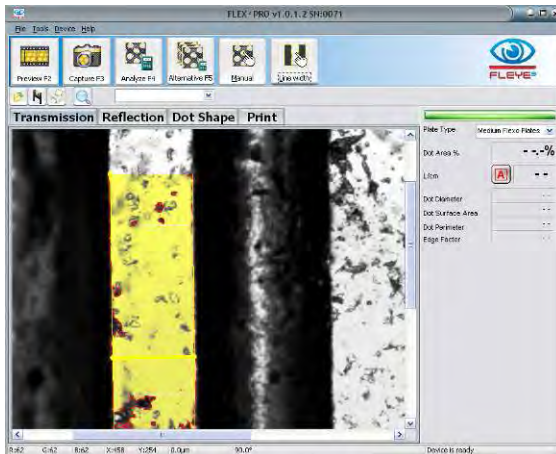 FLEX³PRO v1.0.1.2 SN:0071
File Tools Device Help
Preview F2
Capture F3
Analyze F4
Alternative F5
Manual
Line width
FLEYE
Transmission Reflection Dot Shape Print
Plate Type Medium Flexo Plates
Dot Area % --.-%
L/cm A --
Dot Diameter --
Dot Surface Area --
Dot Perimeter --
Edge Factor --
R:62 G:62 B:62 X:458 Y:254 0.0µm 90.0° Device is ready